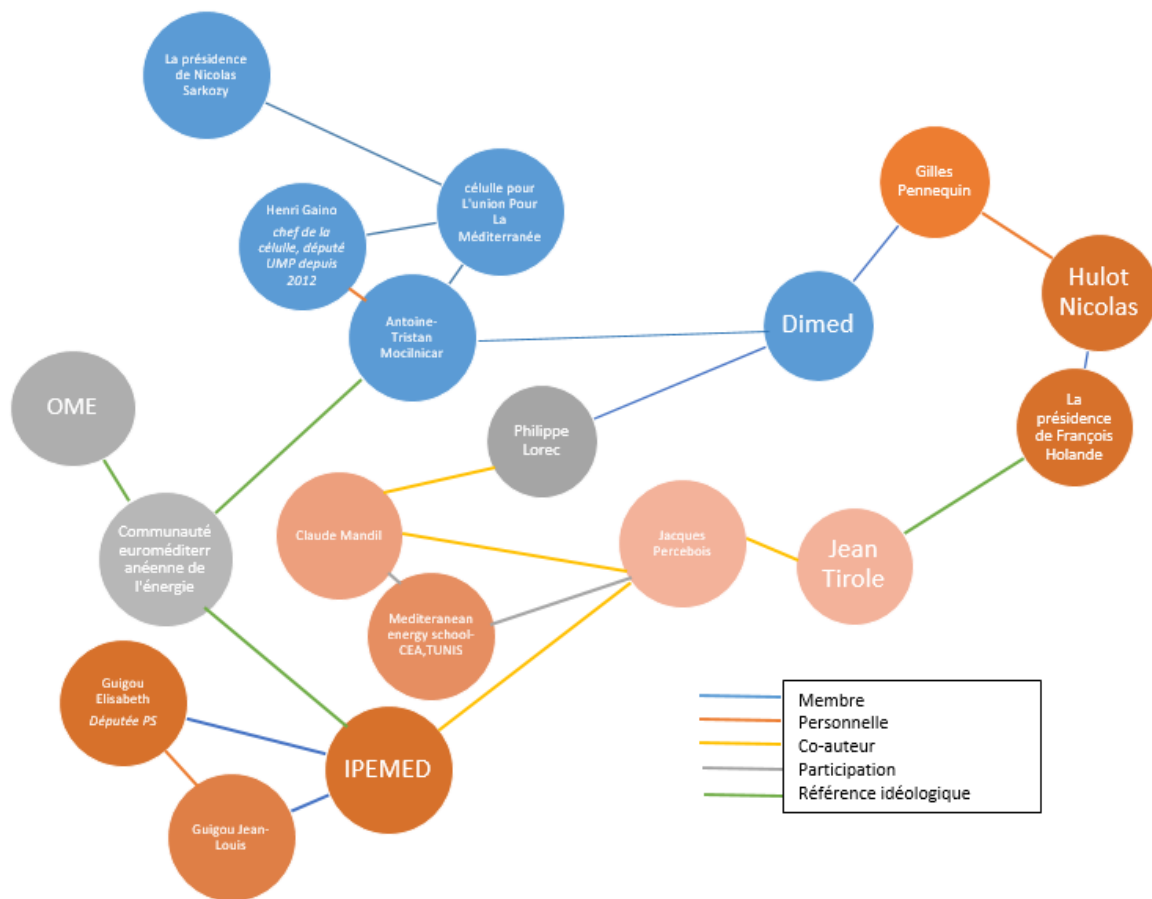 La présidence
de Nicolas
Sarkozy
célulle pour
L'union Pour
La
Méditerranée
Henri Gaino
chef de la
célulle, député
UMP depuis
2012
Antoine-
Tristan
Mocilnicar
Gilles
Pennequin
Hulot
Nicolas
Dimed
La
présidence
de François
Holande
OME
Philippe
Lorec
Communauté
euroméditerr
anéenne de
l'énergie
Claude Mandil
Jacques
Percebois
Jean
Tirole
Mediteranean
energy school-
CEA,TUNIS
Guigou
Elisabeth
Députée PS
IPEMED
Guigou Jean-
Louis
Membre
Personnelle
Co-auteur
Participation
Référence idéologique